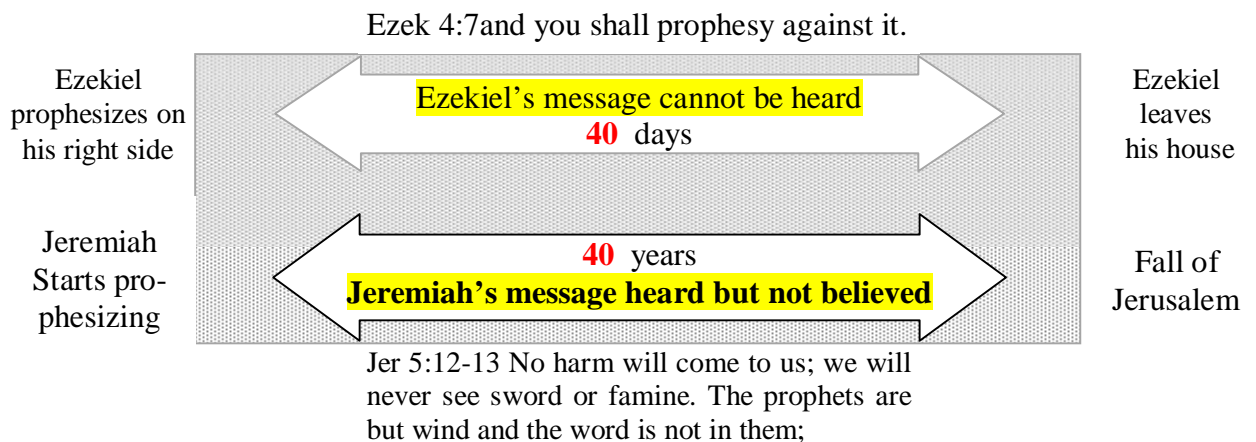 Ezek 4:7and you shall prophesy against it.
Ezekiel
prophesizes on
his right side
Ezekiel’s message cannot be heard
40 days
Ezekiel
leaves
his house
Jeremiah
Starts pro-
phesizing
40 years
Jeremiah’s message heard but not believed
Fall of
Jerusalem
Jer 5:12-13 No harm will come to us; we will
never see sword or famine. The prophets are
but wind and the word is not in them;